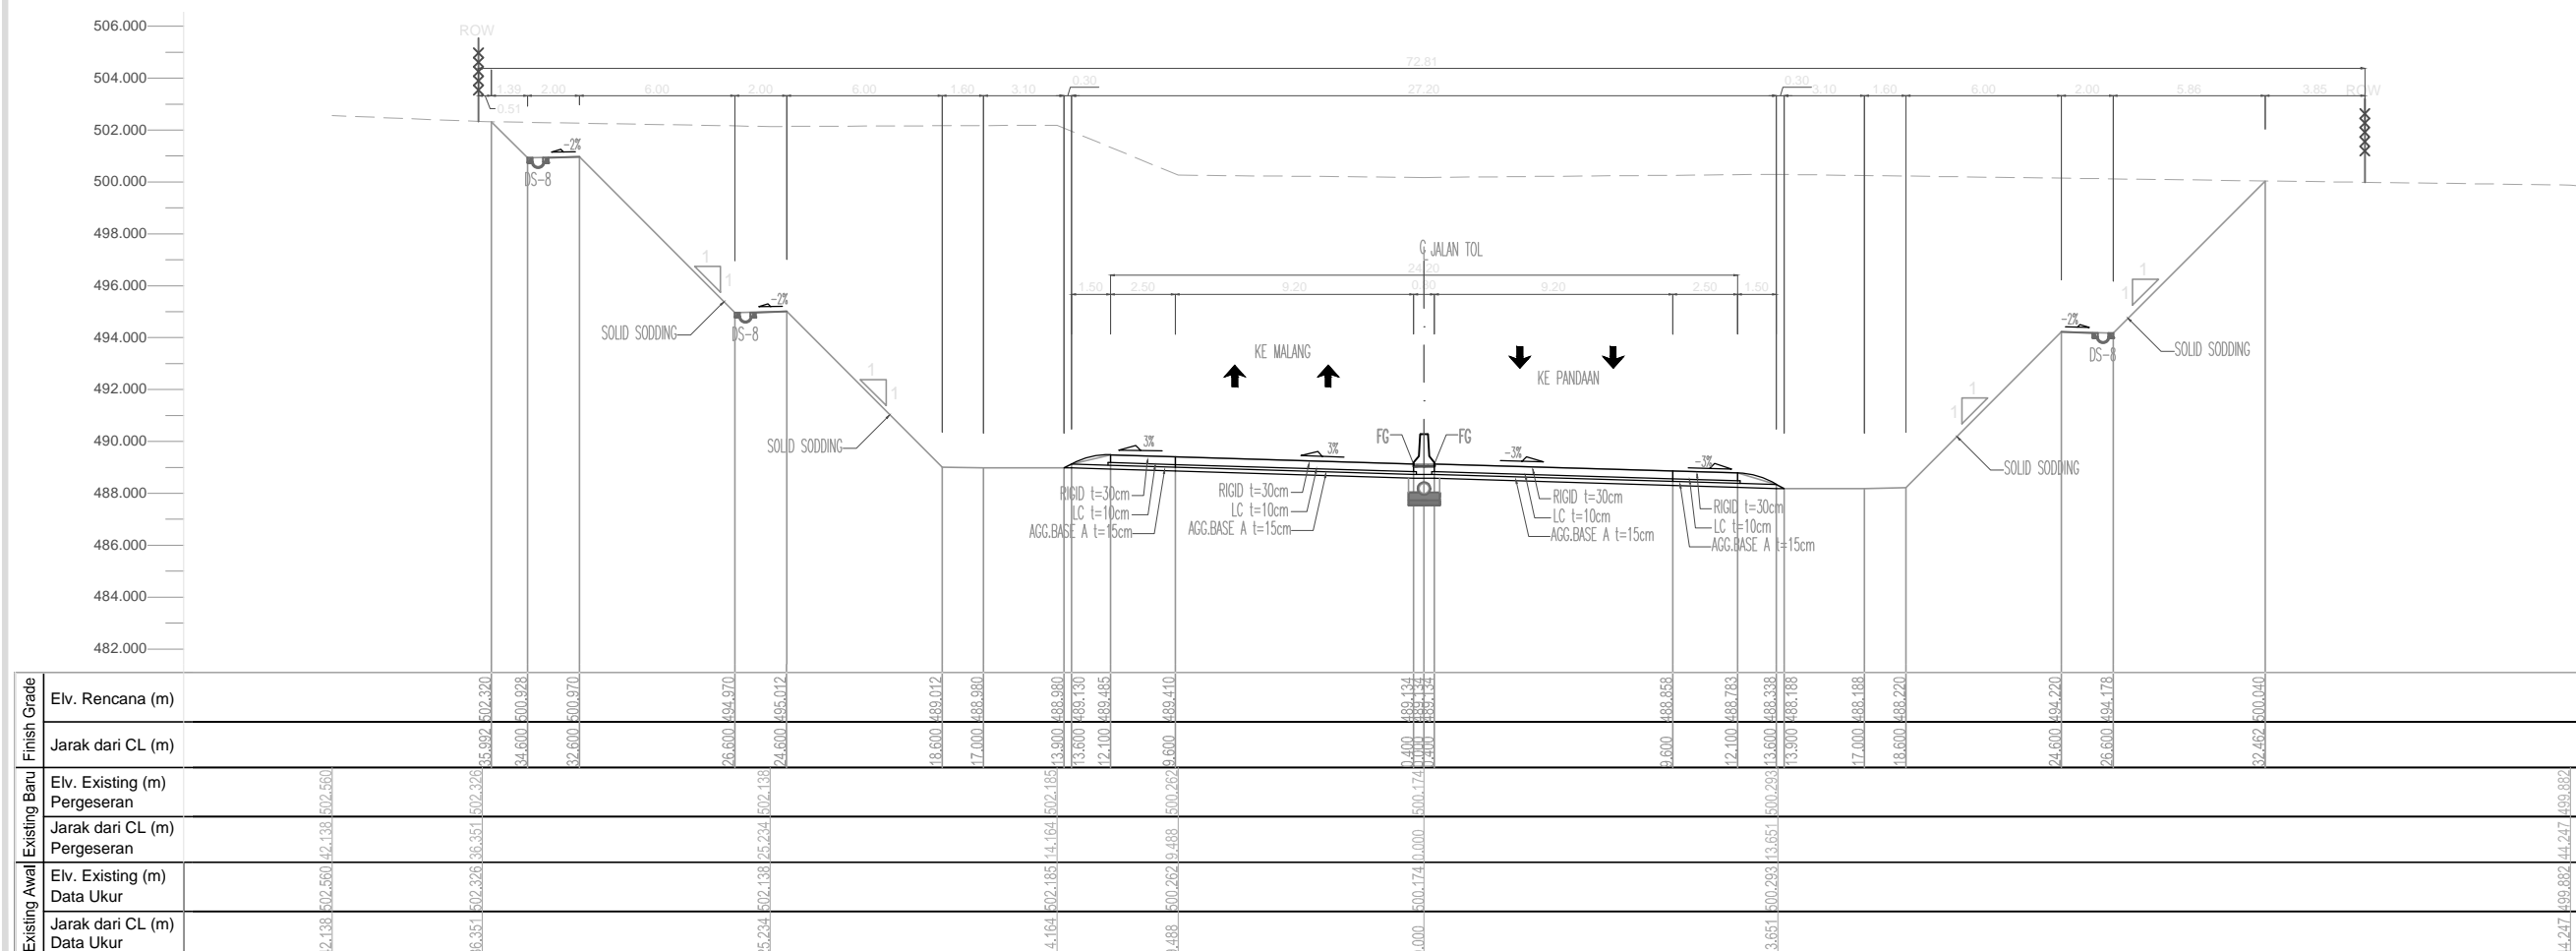 506.000
504.000
502.000
500.000
498.000
496.000
494.000
492.000
490.000
488.000
486.000
484.000
482.000
ROW
72.81
0.51
1.39 2.00 6.00 2.00 6.00 1.60 3.10 0.30 27.20 0.30 3.10 1.60 6.00 2.00 5.86 3.85 ROW
-2%
DS-8
-2%
DS-8
1
1
SOLID SODDING
1
1
SOLID SODDING
JALAN TOL
24.20
1.50 2.50 9.20 0.80 9.20 2.50 1.50
KE MALANG
KE PANDAAN
FG FG
3%
3%
-3%
-3%
RIGID t=30cm
LC t=10cm
AGG.BASE A t=15cm
RIGID t=30cm
LC t=10cm
AGG.BASE A t=15cm
RIGID t=30cm
LC t=10cm
AGG.BASE A t=15cm
RIGID t=30cm
LC t=10cm
AGG.BASE A t=15cm
1
1
SOLID SODDING
-2%
DS-8
1
1
SOLID SODDING
Finish Grade
Elv. Rencana (m)
502.320 500.928 500.970 494.970 495.012 489.012 488.980 488.980 489.130 489.485 489.410 489.134 489.134 489.134 488.858 488.783 488.338 488.188 488.188 488.220 494.220 494.178 500.040
Jarak dari CL (m)
35.992 34.600 32.600 26.600 24.600 18.600 17.000 13.900 13.600 12.100 9.600 0.400 0.000 0.400 9.600 12.100 13.600 13.900 17.000 18.600 24.600 26.600 32.462
Existing Baru
Elv. Existing (m)
Pergeseran
502.560 502.326 502.138 502.185 500.262 500.174 500.293 499.882
Jarak dari CL (m)
Pergeseran
42.138 36.351 25.234 14.164 9.488 0.000 13.651 44.247
Existing Awal
Elv. Existing (m)
Data Ukur
502.560 502.326 502.138 502.185 500.262 500.174 500.293 499.882
Jarak dari CL (m)
Data Ukur